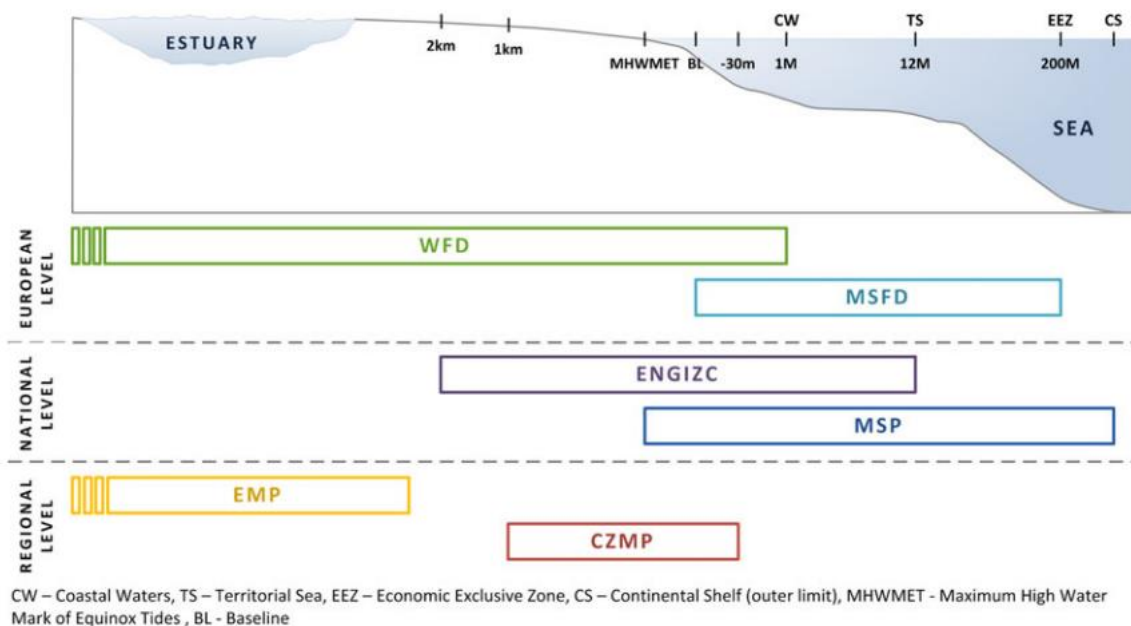 CW TS EEZ CS
ESTUARY
2km 1km MHWMET BL -30m 1M 12M 200M
SEA
EUROPEAN
LEVEL
WFD
MSFD
NATIONAL
LEVEL
ENGIZC
MSP
REGIONAL
LEVEL
EMP
CZMP
CW – Coastal Waters, TS – Territorial Sea, EEZ – Economic Exclusive Zone, CS – Continental Shelf (outer limit), MHWMET - Maximum High Water
Mark of Equinox Tides , BL - Baseline